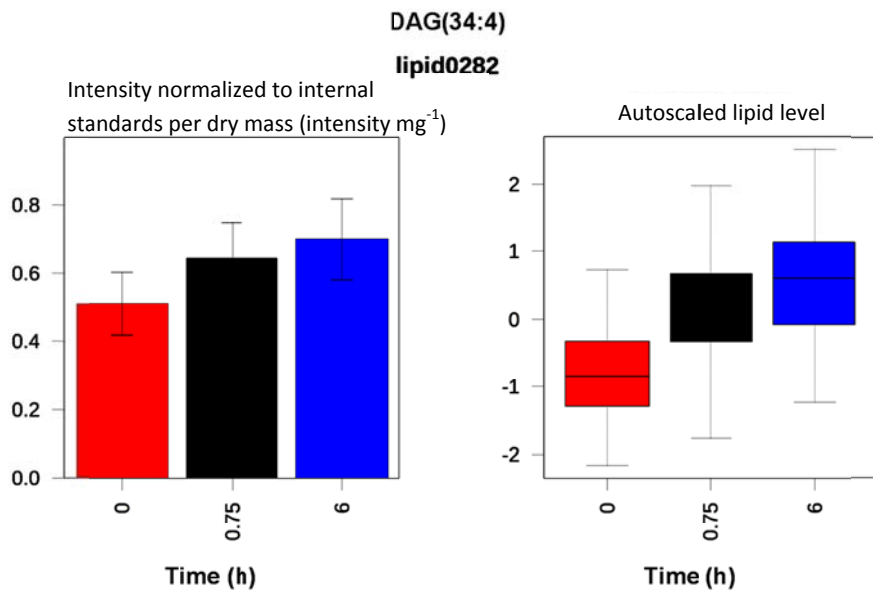 DAG(34:4)
lipid0282
Intensity normalized to internal
standards per dry mass (intensity mg⁻¹)
0.8
0.6
0.4
0.2
0.0
0
0.75
6
Time (h)
Autoscaled lipid level
2
1
0
-1
-2
0
0.75
6
Time (h)